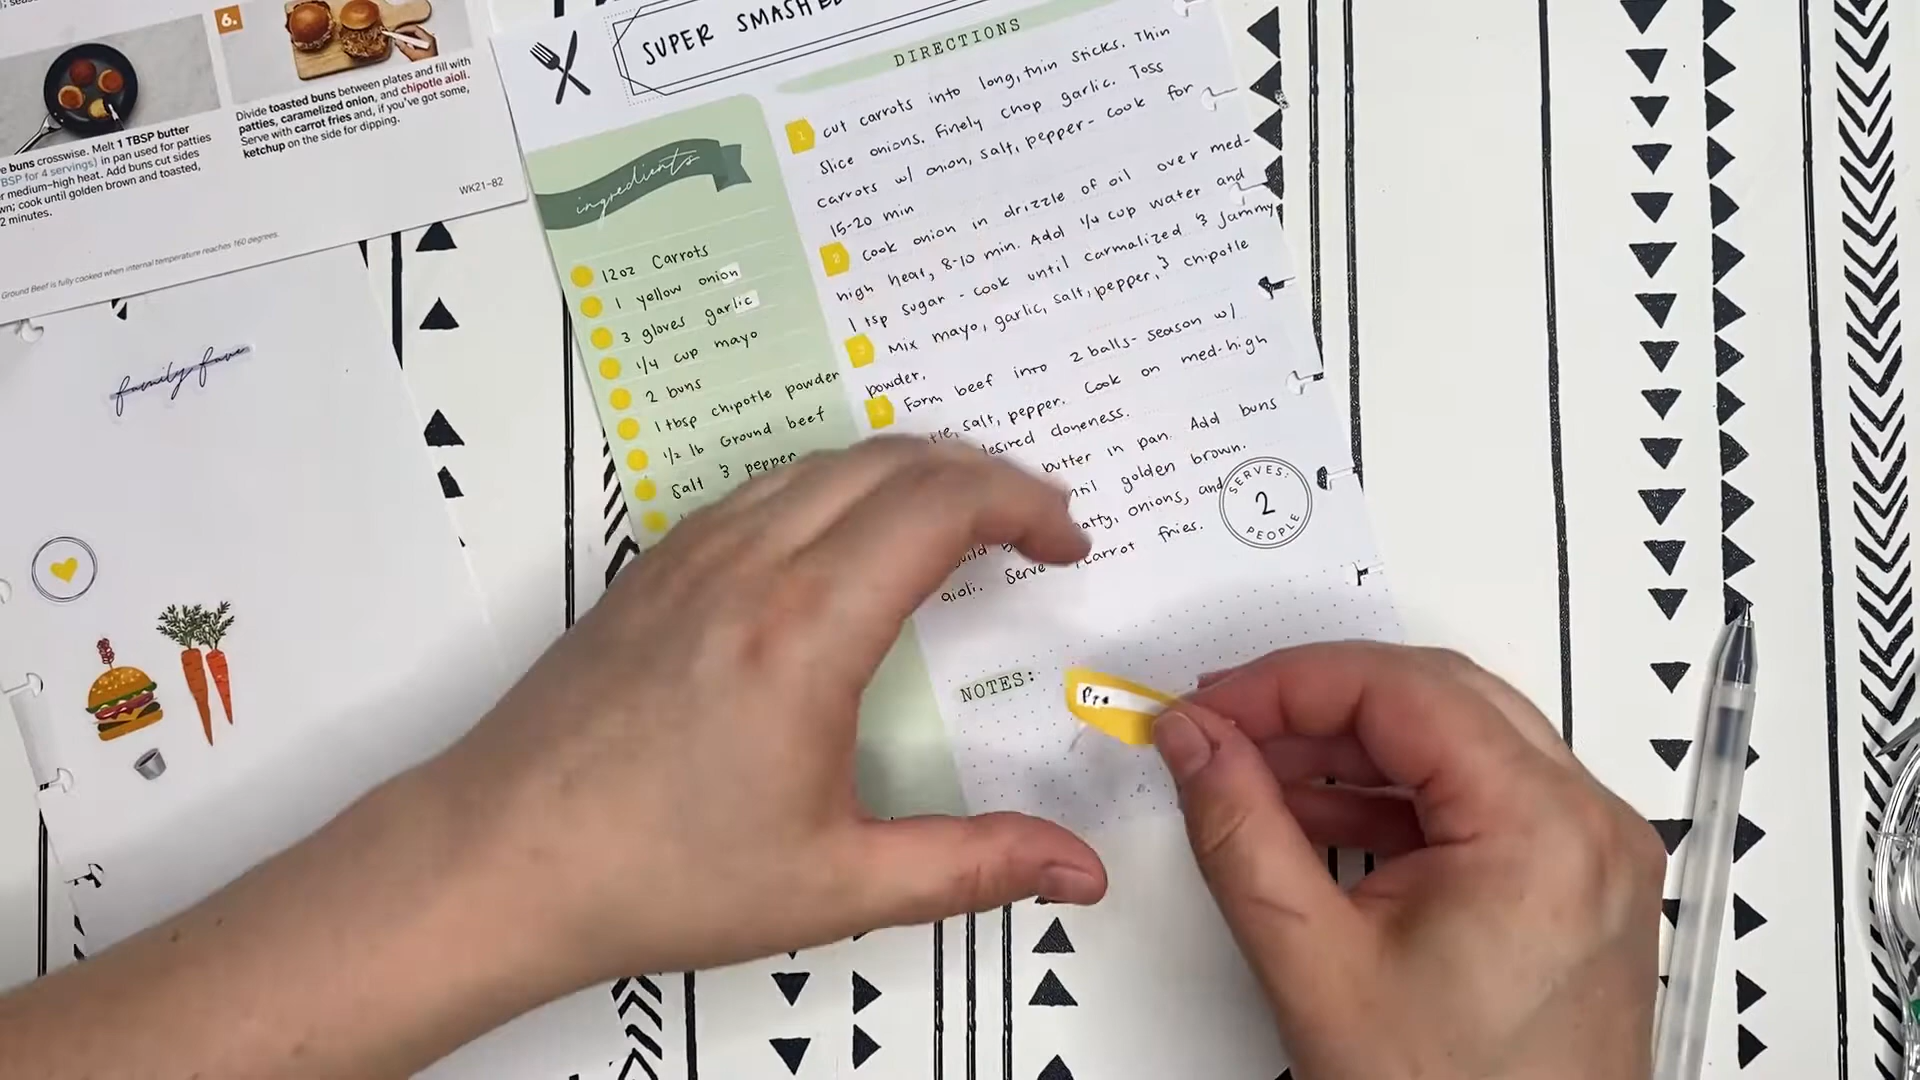 6.
TBSP butter
e buns crosswise. Melt 1 TBSP butter
BSP for 4 servings) in pan used for patties
r medium-high heat. Add buns cut sides
wn; cook until golden brown and toasted,
2 minutes.
Divide toasted buns between plates and fill with
patties, caramelized onion, and chipotle aioli.
Serve with carrot fries and, if you've got some,
ketchup on the side for dipping.
WK21-82
Ground Beef is fully cooked when internal temperature reaches 160 degrees.
family fave
SUPER SMASHED
ingredients
12oz Carrots
1 yellow onion
3 gloves garlic
1/4 cup mayo
2 buns
1 tbsp chipotle powder
1/2 lb Ground beef
Salt & pepper
DIRECTIONS
1 cut carrots into long, thin sticks. Thin
slice onions. Finely chop garlic. Toss
carrots w/ onion, salt, pepper- cook for
15-20 min
2 cook onion in drizzle of oil over med-
high heat, 8-10 min. Add 1/4 cup water and
1 tsp sugar - cook until carmalized & jammy
3 Mix mayo, garlic, salt, pepper, & chipotle
powder.
Form beef into 2 balls- season w/
salt, pepper. Cook on med-high
desired doneness.
butter in pan. Add buns
until golden brown.
patty, onions, and
aioli. Serve carrot fries.
SERVES:
2
PEOPLE
NOTES:
Pre